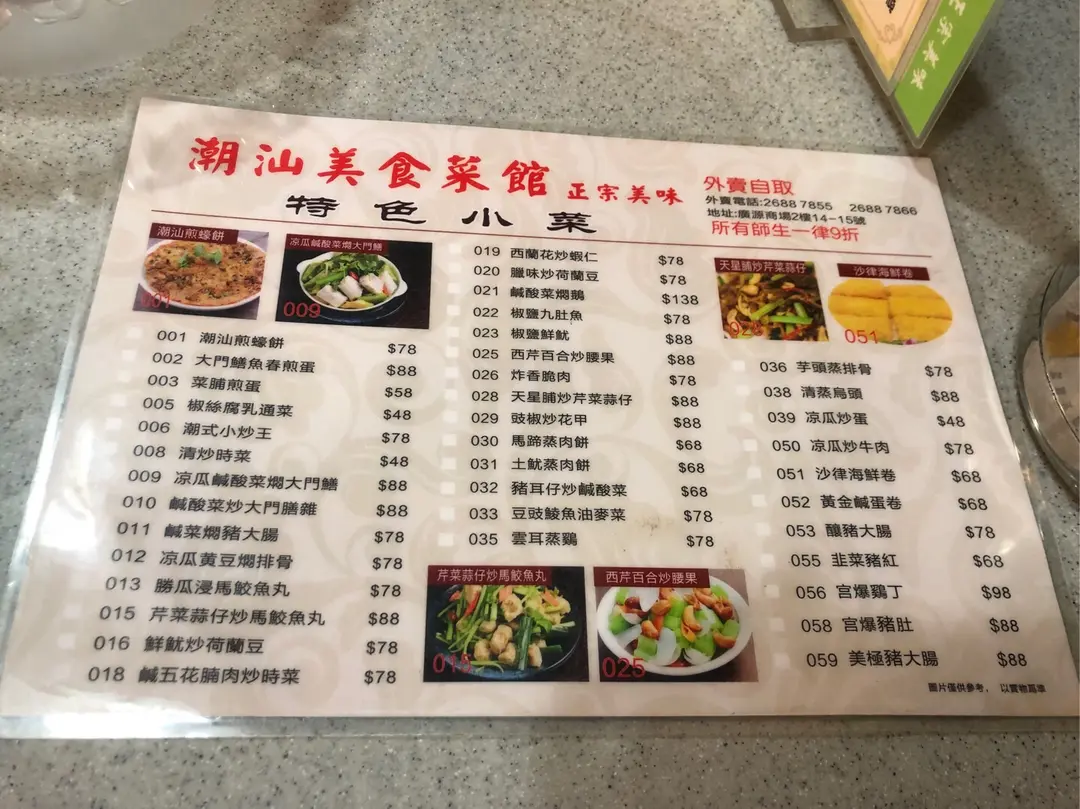 潮汕美食菜館 正宗美味
特色小菜
外賣自取
外賣電話:2688 7855 2688 7866
地址:廣源商場2樓14-15號
所有師生一律9折
潮汕煎蠔餅
001
凉瓜鹹酸菜燜大門鱔
009
001 潮汕煎蠔餅 $78
002 大門鱔魚春煎蛋 $88
003 菜脯煎蛋 $58
005 椒絲腐乳通菜 $48
006 潮式小炒王 $78
008 清炒時菜 $48
009 凉瓜鹹酸菜燜大門鱔 $88
010 鹹酸菜炒大門膳雜 $88
011 鹹菜燜豬大腸 $78
012 凉瓜黄豆燜排骨 $78
013 勝瓜浸馬鮫魚丸 $78
015 芹菜蒜仔炒馬鮫魚丸 $88
016 鮮魷炒荷蘭豆 $78
018 鹹五花腩肉炒時菜 $78
019 西蘭花炒蝦仁 $78
020 臘味炒荷蘭豆 $78
021 鹹酸菜燜鵝 $138
022 椒鹽九肚魚 $78
023 椒鹽鮮魷 $88
025 西芹百合炒腰果 $88
026 炸香脆肉 $78
028 天星脯炒芹菜蒜仔 $88
029 豉椒炒花甲 $88
030 馬蹄蒸肉餅 $68
031 土魷蒸肉餅 $68
032 豬耳仔炒鹹酸菜 $68
033 豆豉鯪魚油麥菜 $78
035 雲耳蒸鷄 $78
芹菜蒜仔炒馬鮫魚丸
015
西芹百合炒腰果
025
天星脯炒芹菜蒜仔
028
沙律海鮮卷
051
036 芋頭蒸排骨 $78
038 清蒸烏頭 $88
039 凉瓜炒蛋 $48
050 凉瓜炒牛肉 $78
051 沙律海鮮卷 $68
052 黃金鹹蛋卷 $68
053 釀豬大腸 $78
055 韭菜豬紅 $68
056 宮爆鷄丁 $98
058 宮爆豬肚 $88
059 美極豬大腸 $88
圖片僅供參考， 以實物爲準